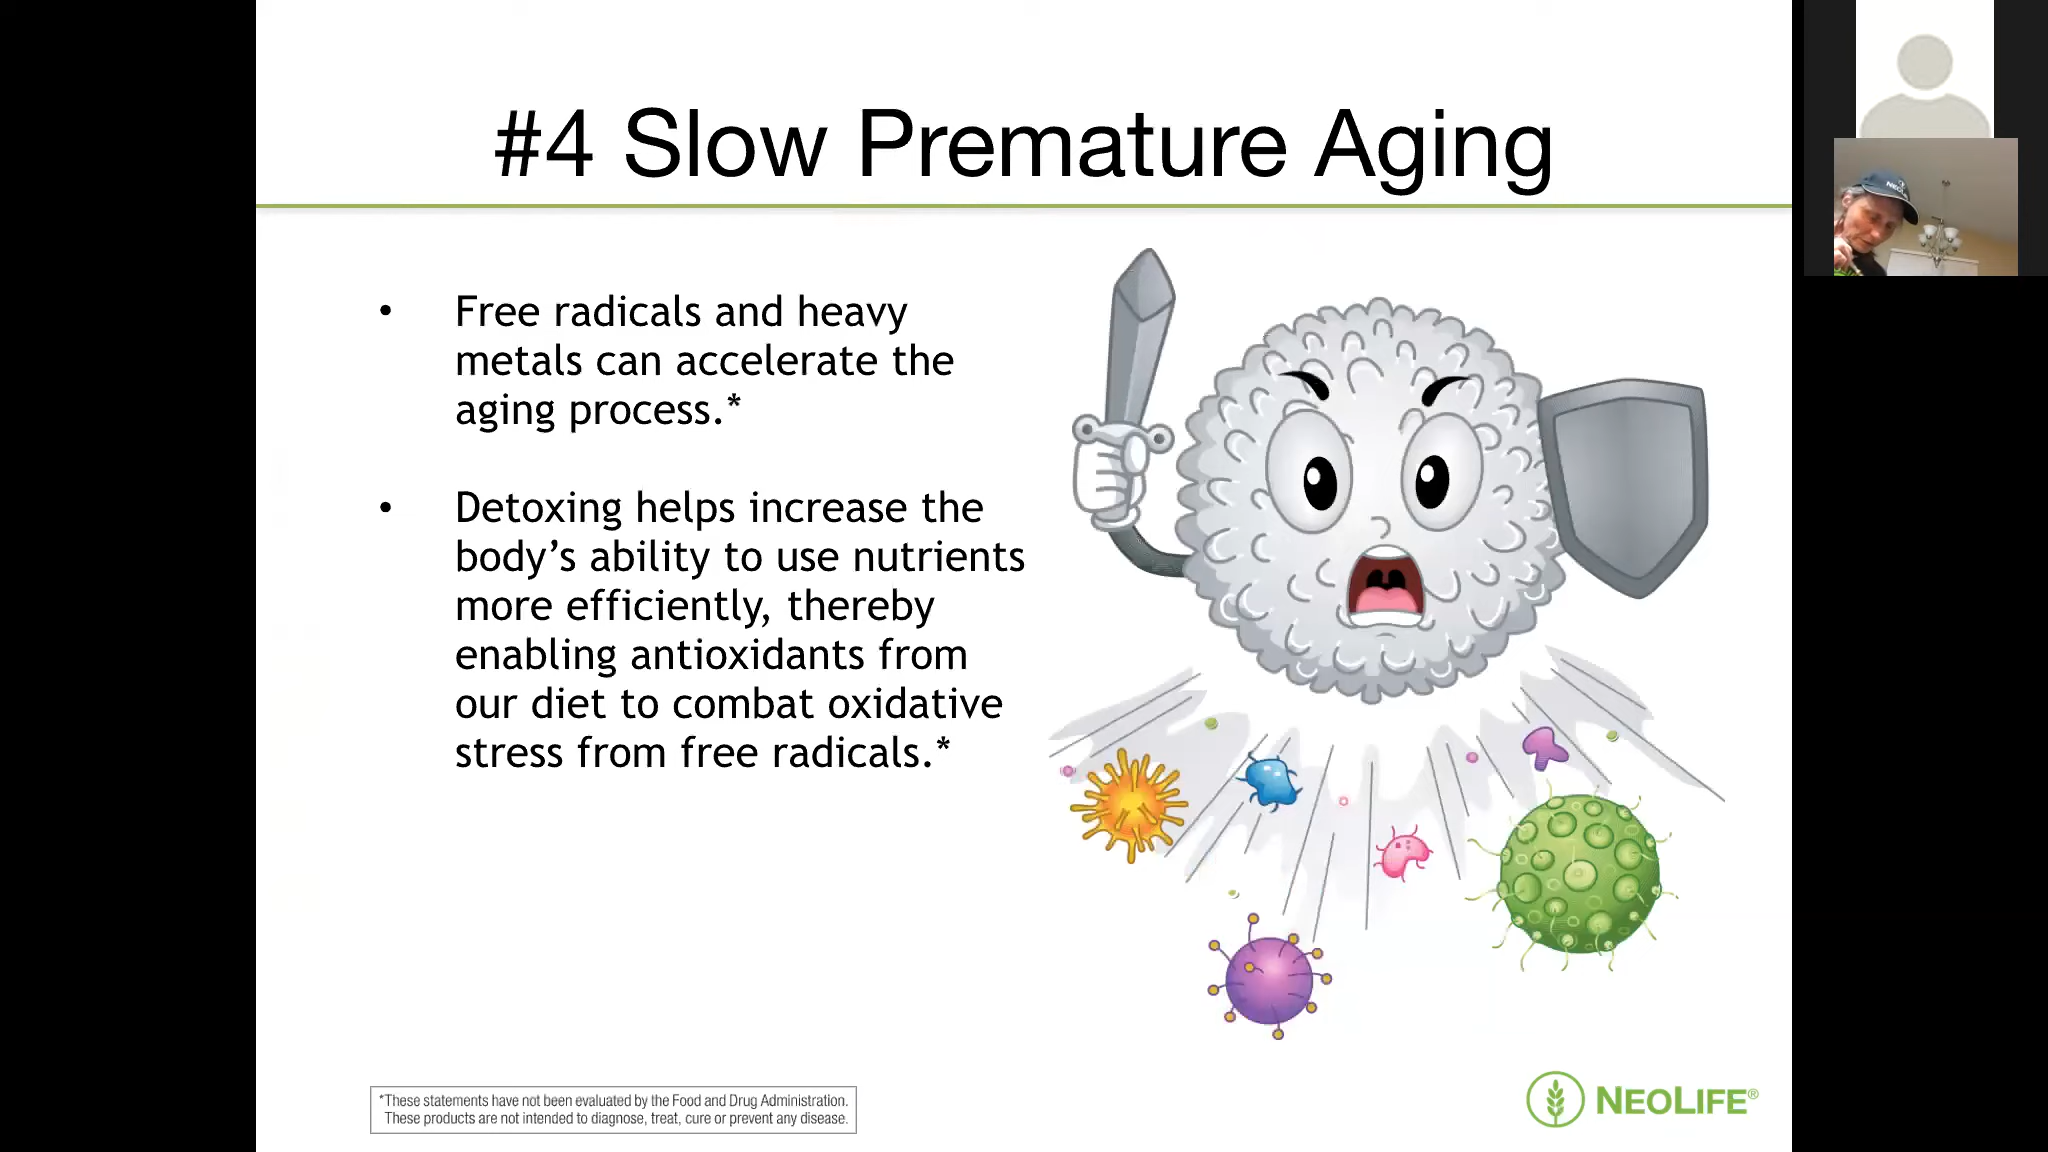 #4 Slow Premature Aging
• Free radicals and heavy
metals can accelerate the
aging process.*
• Detoxing helps increase the
body’s ability to use nutrients
more efficiently, thereby
enabling antioxidants from
our diet to combat oxidative
stress from free radicals.*
*These statements have not been evaluated by the Food and Drug Administration.
These products are not intended to diagnose, treat, cure or prevent any disease.
NEOLIFE®